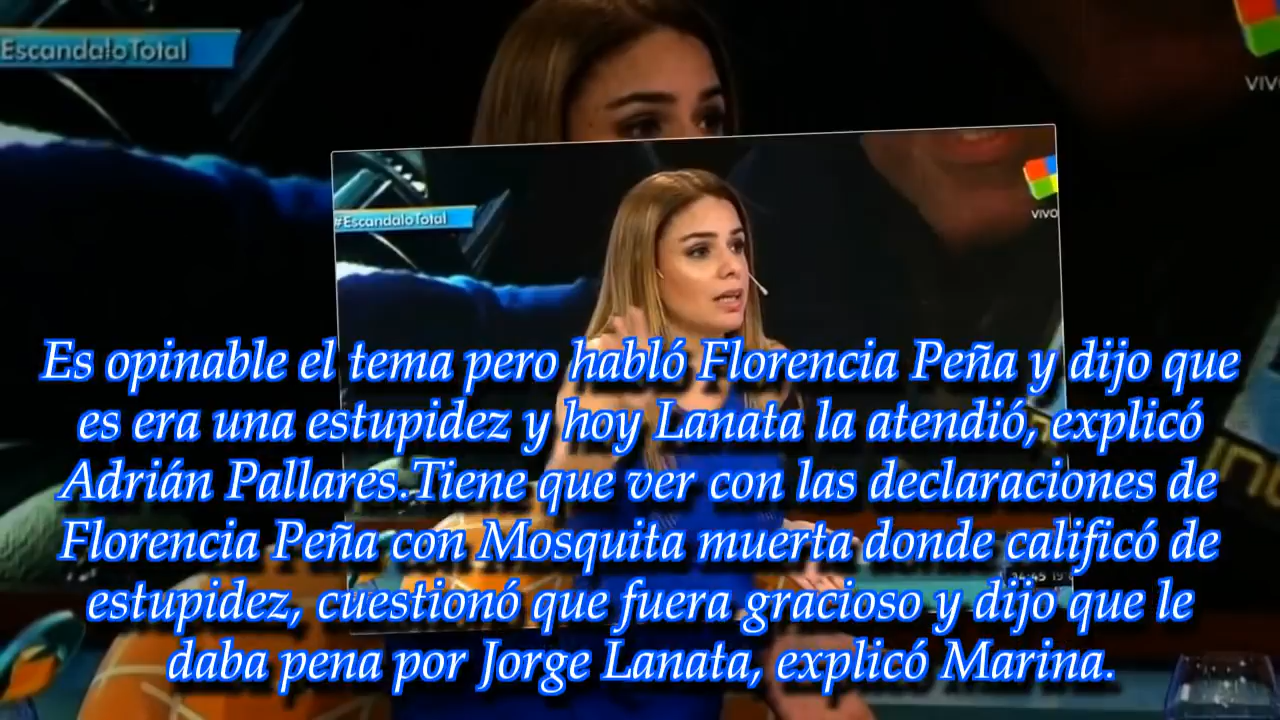 EscandaloTotal
VIV
#EscandaloTotal
VIVO
Es opinable el tema pero habló Florencia Peña y dijo que
es era una estupidez y hoy Lanata la atendió, explicó
Adrián Pallares.Tiene que ver con las declaraciones de
Florencia Peña con Mosquita muerta donde calificó de
estupidez, cuestionó que fuera gracioso y dijo que le
daba pena por Jorge Lanata, explicó Marina.